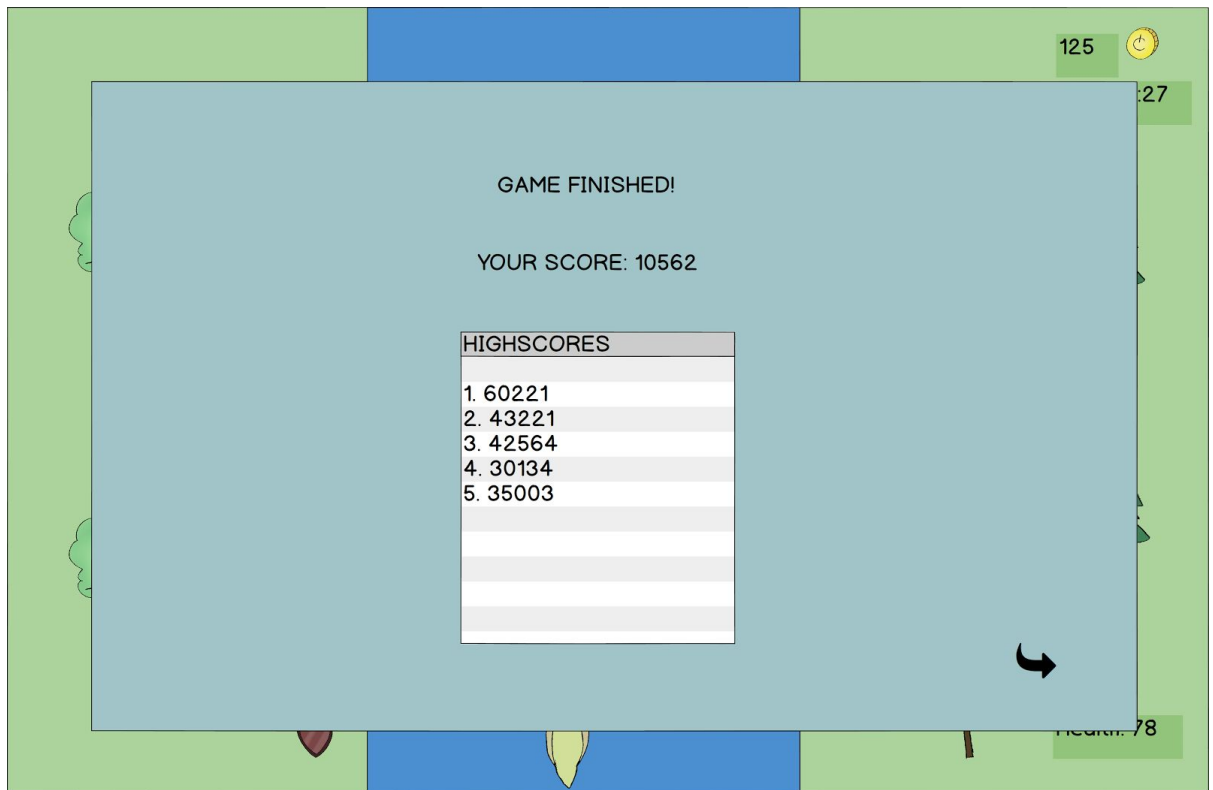 125
:27
GAME FINISHED!
YOUR SCORE: 10562
HIGHSCORES
1. 60221
2. 43221
3. 42564
4. 30134
5. 35003
Health: 78